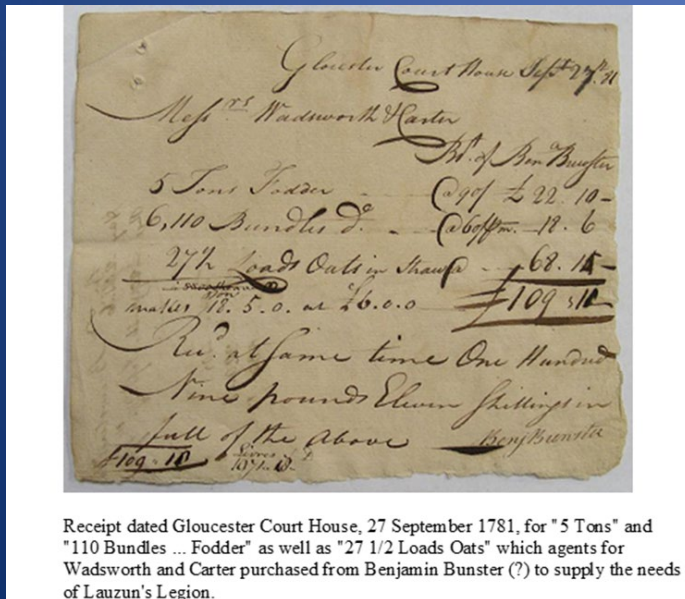 Gloucester Court House Sept 27th. 81
Messrs Wadsworth & Carter
Bt. of Benj Bunster
5 Tons Fodder @ 90/ £ 22. 10 -
6,110 Bundles do. @ 60/ 18. 6
27 1/2 Loads Oats in Straw @ 68. 15 -
makes 18. 5. 0. at £6. 0. 0 £109 : 11
Recd. at Same time One Hundred
Nine pounds Eleven Shillings in
full of the above Benj Bunster
£109 : 11 Livres
Receipt dated Gloucester Court House, 27 September 1781, for "5 Tons" and
"110 Bundles ... Fodder" as well as "27 1/2 Loads Oats" which agents for
Wadsworth and Carter purchased from Benjamin Bunster (?) to supply the needs
of Lauzun's Legion.